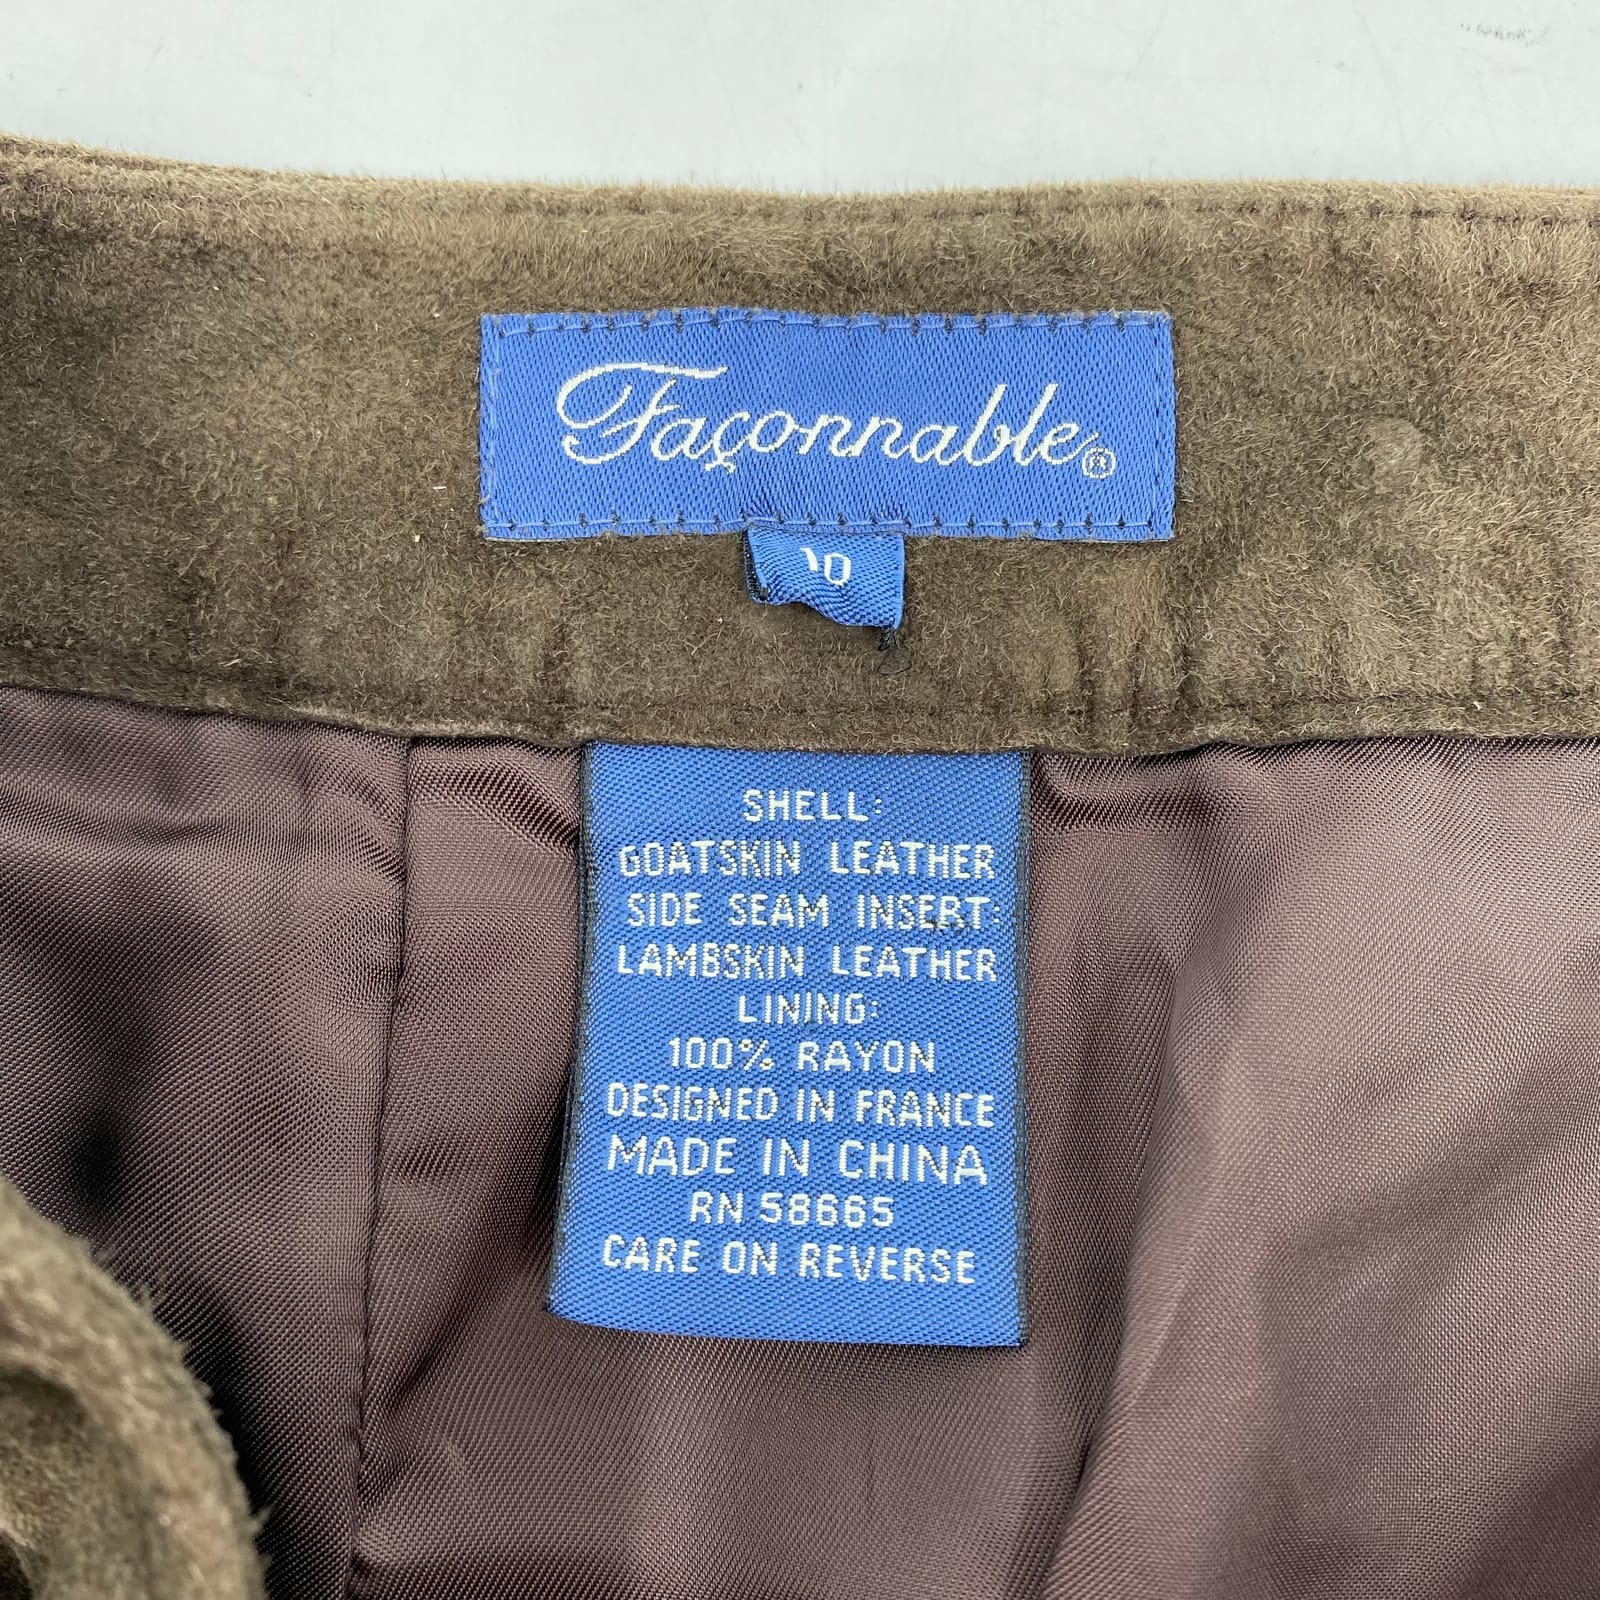 Façonnable®
10
SHELL:
GOATSKIN LEATHER
SIDE SEAM INSERT:
LAMBSKIN LEATHER
LINING:
100% RAYON
DESIGNED IN FRANCE
MADE IN CHINA
RN 58665
CARE ON REVERSE